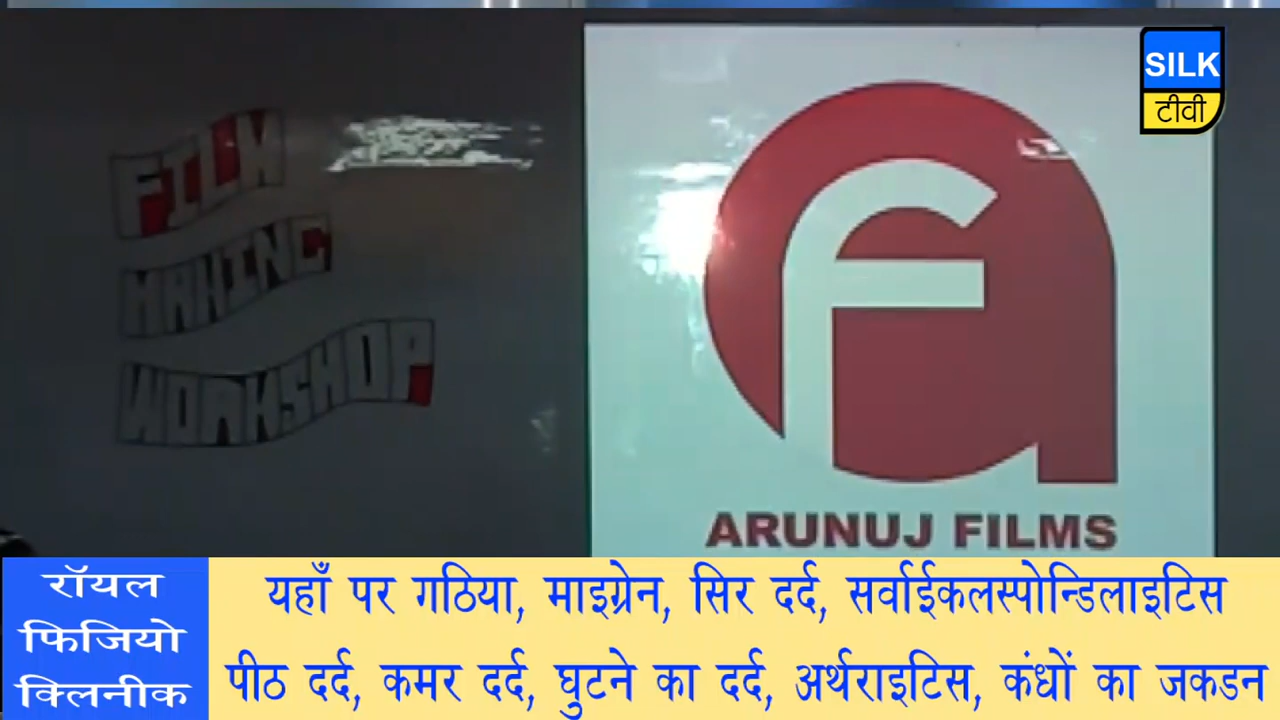 SILK
टीवी
FILM
MAKING
WORKSHOP
ARUNUJ FILMS
रॉयल
फिजियो
क्लिनीक
यहाँ पर गठिया, माइग्रेन, सिर दर्द, सर्वाईकलस्पोन्डिलाइटिस
पीठ दर्द, कमर दर्द, घुटने का दर्द, अर्थराइटिस, कंधों का जकडन